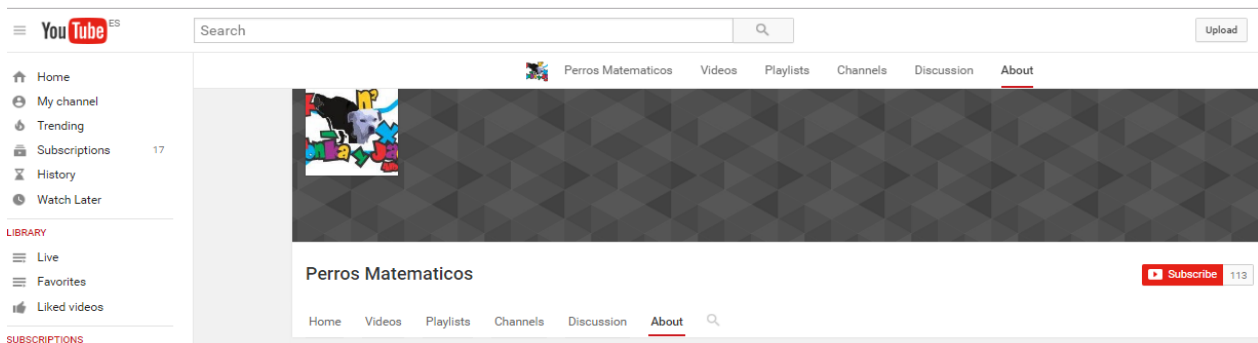 YouTube ES
Search
Upload
Home
My channel
Trending
Subscriptions 17
History
Watch Later
LIBRARY
Live
Favorites
Liked videos
SUBSCRIPTIONS
Perros Matematicos Videos Playlists Channels Discussion About
Perros Matematicos
Subscribe 113
Home Videos Playlists Channels Discussion About